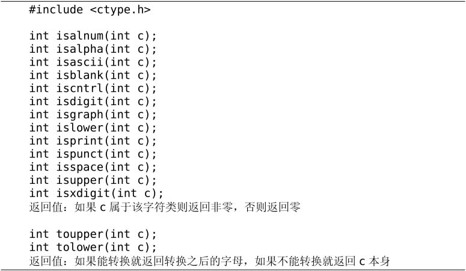 #include <ctype.h>
int isalnum(int c);
int isalpha(int c);
int isascii(int c);
int isblank(int c);
int iscntrl(int c);
int isdigit(int c);
int isgraph(int c);
int islower(int c);
int isprint(int c);
int ispunct(int c);
int isspace(int c);
int isupper(int c);
int isxdigit(int c);
返回值：如果 c 属于该字符类则返回非零，否则返回零
int toupper(int c);
int tolower(int c);
返回值：如果能转换就返回转换之后的字母，如果不能转换就返回 c 本身